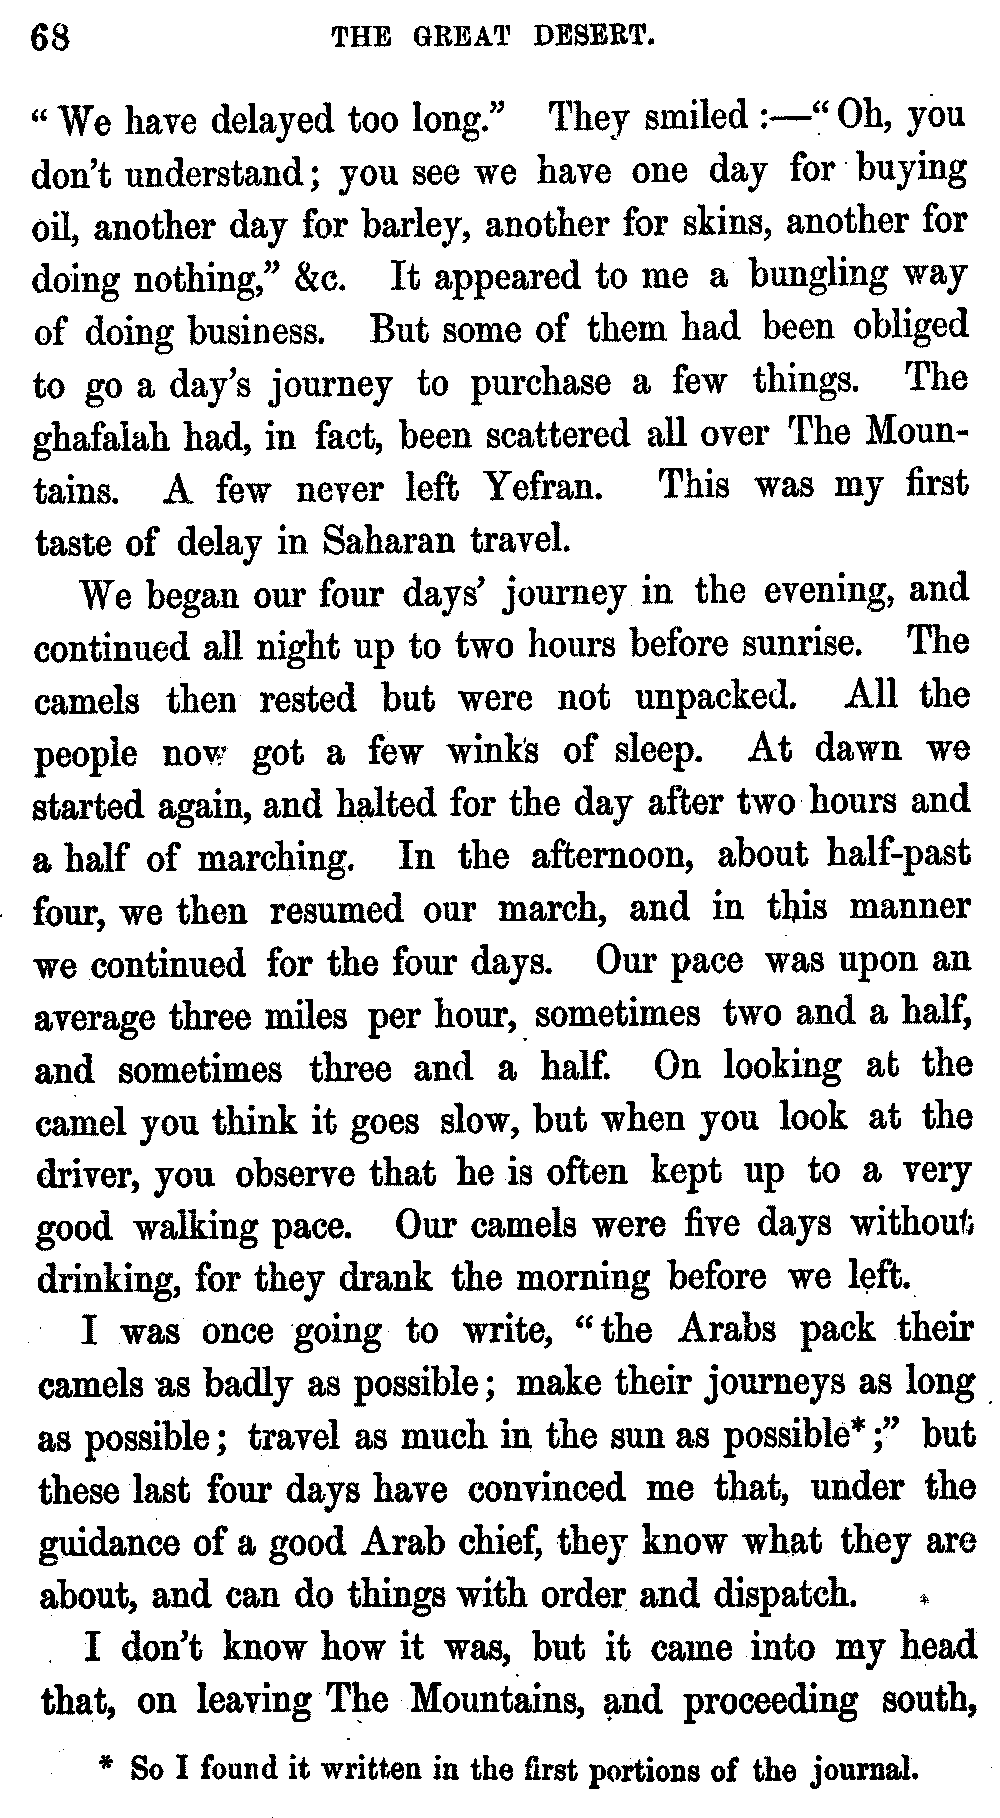 68 THE GREAT DESERT.
“ We have delayed too long.” They smiled :—“ Oh, you
don’t understand; you see we have one day for buying
oil, another day for barley, another for skins, another for
doing nothing,” &c. It appeared to me a bungling way
of doing business. But some of them had been obliged
to go a day’s journey to purchase a few things. The
ghafalah had, in fact, been scattered all over The Moun-
tains. A few never left Yefran. This was my first
taste of delay in Saharan travel.
We began our four days’ journey in the evening, and
continued all night up to two hours before sunrise. The
camels then rested but were not unpacked. All the
people now got a few winks of sleep. At dawn we
started again, and halted for the day after two hours and
a half of marching. In the afternoon, about half-past
four, we then resumed our march, and in this manner
we continued for the four days. Our pace was upon an
average three miles per hour, sometimes two and a half,
and sometimes three and a half. On looking at the
camel you think it goes slow, but when you look at the
driver, you observe that he is often kept up to a very
good walking pace. Our camels were five days without
drinking, for they drank the morning before we left.
I was once going to write, “ the Arabs pack their
camels as badly as possible; make their journeys as long
as possible; travel as much in the sun as possible* ;” but
these last four days have convinced me that, under the
guidance of a good Arab chief, they know what they are
about, and can do things with order and dispatch.
I don’t know how it was, but it came into my head
that, on leaving The Mountains, and proceeding south,
* So I found it written in the first portions of the journal.